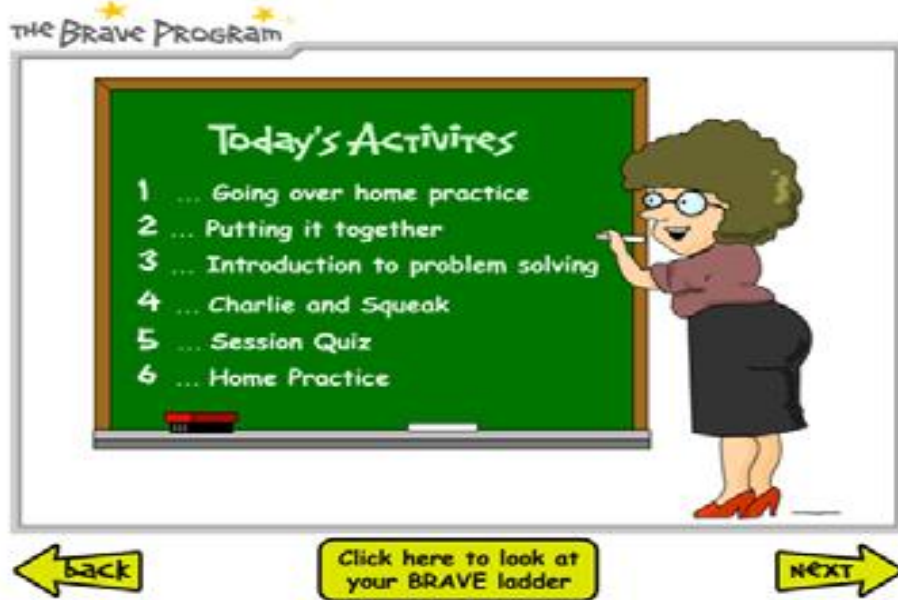 THE BRAVE PROGRAM
Today's Activites
1 ... Going over home practice
2 ... Putting it together
3 ... Introduction to problem solving
4 ... Charlie and Squeak
5 ... Session Quiz
6 ... Home Practice
back
Click here to look at
your BRAVE ladder
NEXT